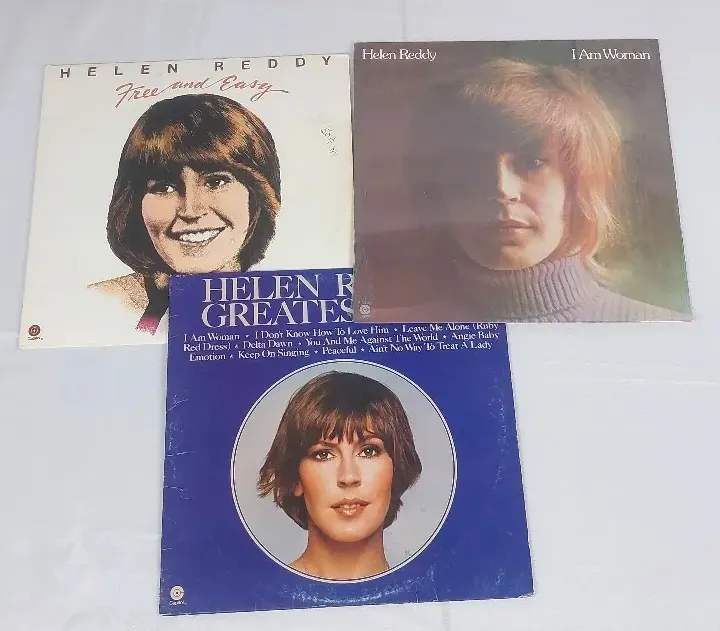 HELEN REDDY
Free and Easy
Capitol
Helen Reddy I Am Woman
HELEN R
GREATES
I Am Woman • I Don't Know How To Love Him • Leave Me Alone (Ruby
Red Dress) • Delta Dawn • You And Me Against The World • Angie Baby
Emotion • Keep On Singing • Peaceful • Ain't No Way To Treat A Lady
Capitol